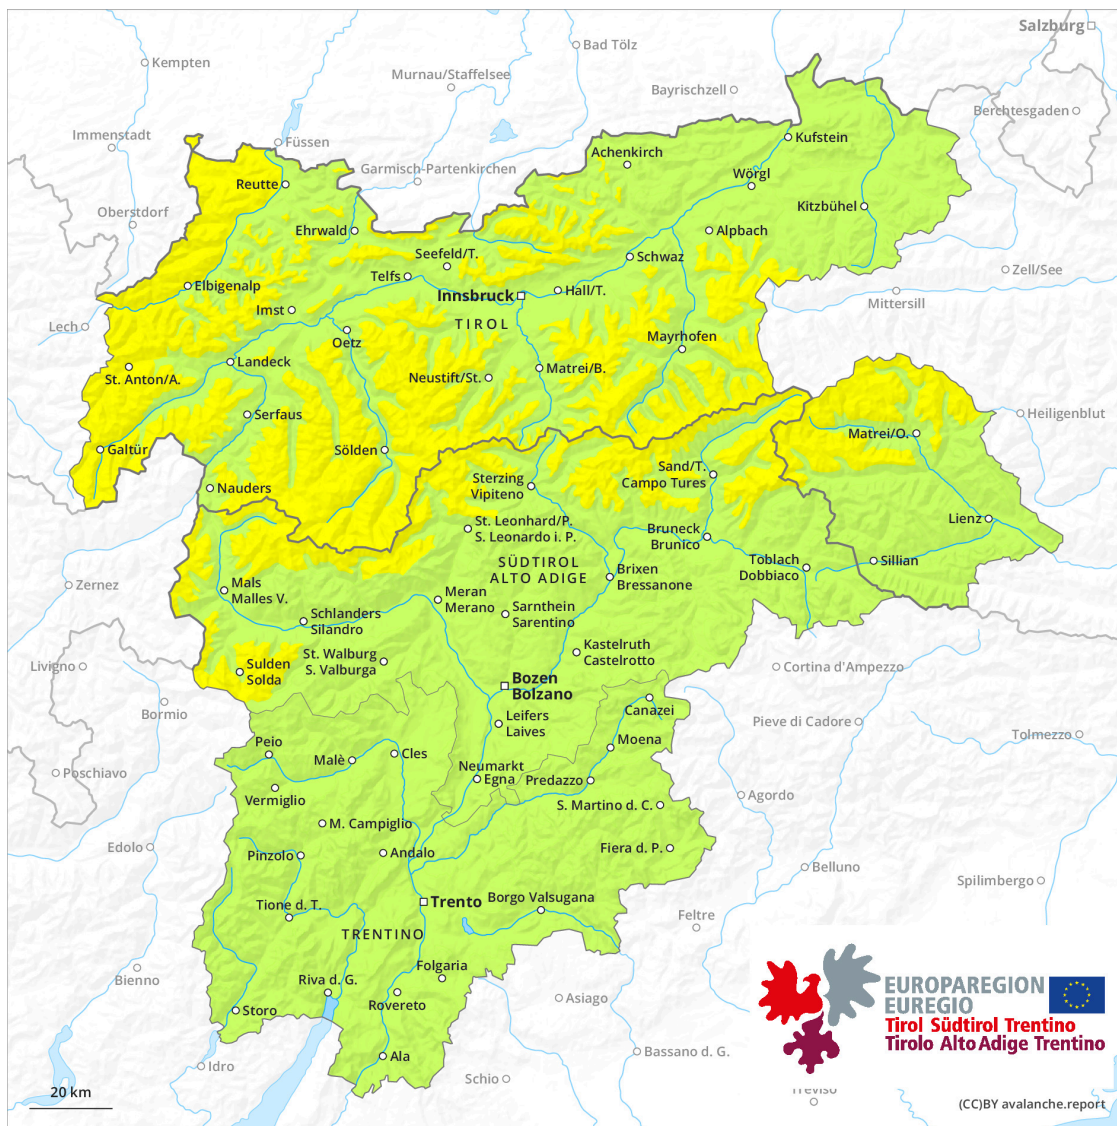 Salzburg
Bad Tölz
Kempten
Murnau/Staffelsee
Bayrischzell
Berchtesgaden
Immenstadt
Füssen
Kufstein
Achenkirch
Garmisch-Partenkirchen
Wörgl
Reutte
Oberstdorf
Kitzbühel
Ehrwald
Alpbach
Seefeld/T.
Schwaz
Zell/See
Telfs
Elbigenalp
Hall/T.
Innsbruck
Mittersill
Imst
TIROL
Lech
Oetz
Mayrhofen
Landeck
Matrei/B.
St. Anton/A.
Neustift/St.
Serfaus
Heiligenblut
Matrei/O.
Galtür
Sölden
Sand/T.
Campo Tures
Sterzing
Vipiteno
Nauders
Lienz
St. Leonhard/P.
S. Leonardo i. P.
Bruneck
Brunico
SÜDTIROL
ALTO ADIGE
Toblach
Dobbiaco
Sillian
Brixen
Bressanone
Zernez
Mals
Malles V.
Meran
Merano
Schlanders
Silandro
Sarnthein
Sarentino
Kastelruth
Castelrotto
St. Walburg
S. Valburga
Livigno
Sulden
Solda
Cortina d'Ampezzo
Bozen
Bolzano
Bormio
Canazei
Leifers
Laives
Pieve di Cadore
Tolmezzo
Moena
Peio
Cles
Malè
Poschiavo
Neumarkt
Egna
Predazzo
Vermiglio
Agordo
S. Martino d. C.
M. Campiglio
Edolo
Pinzolo
Andalo
Fiera d. P.
Belluno
Spilimbergo
Trento
Borgo Valsugana
Tione d. T.
Feltre
TRENTINO
Folgaria
Bienno
Riva d. G.
Rovereto
Asiago
Storo
EUROPAREGION
EUREGIO
Tirol Südtirol Trentino
Tirolo Alto Adige Trentino
Ala
Bassano d. G.
Idro
Schio
Treviso
20 km
(CC)BY avalanche.report